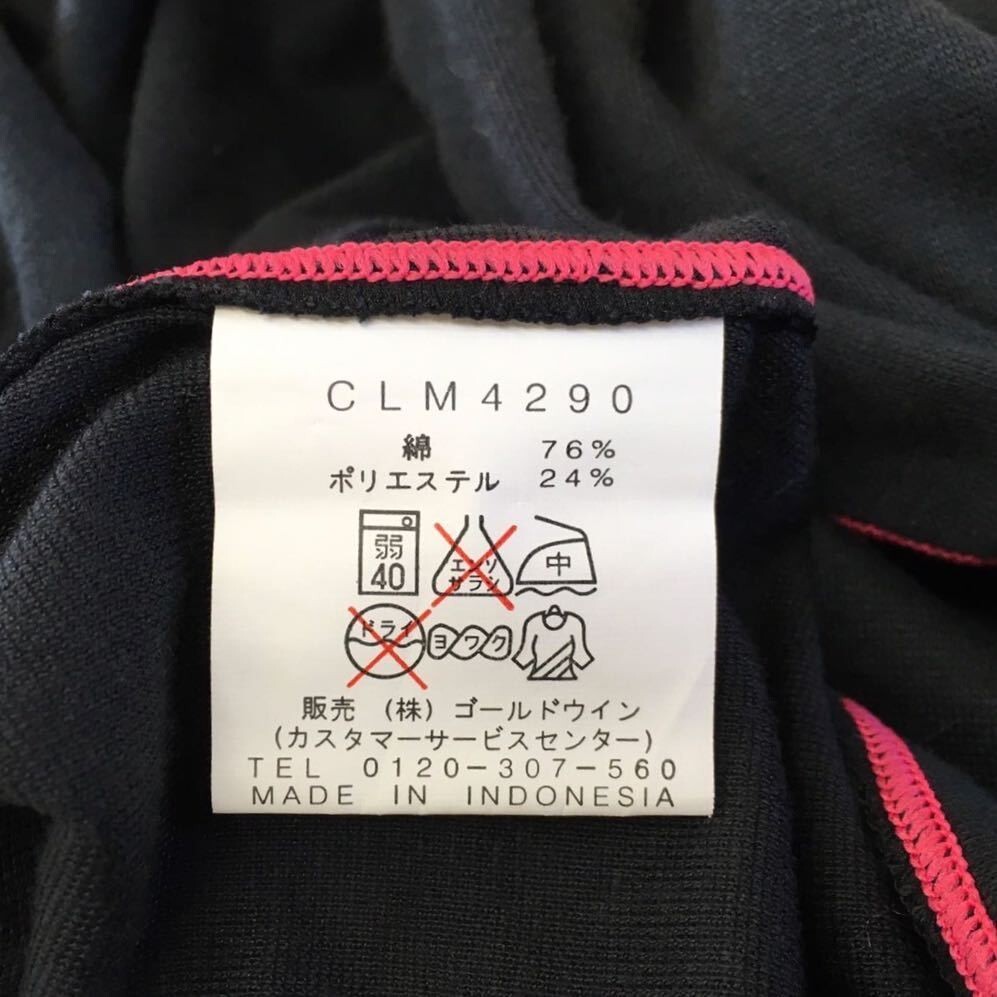 CLM4290
綿 76%
ポリエステル 24%
弱 エンソ 中
40 サラシ
ドライ ヨワク
販売 (株) ゴールドウイン
(カスタマーサービスセンター)
TEL 0120-307-560
MADE IN INDONESIA